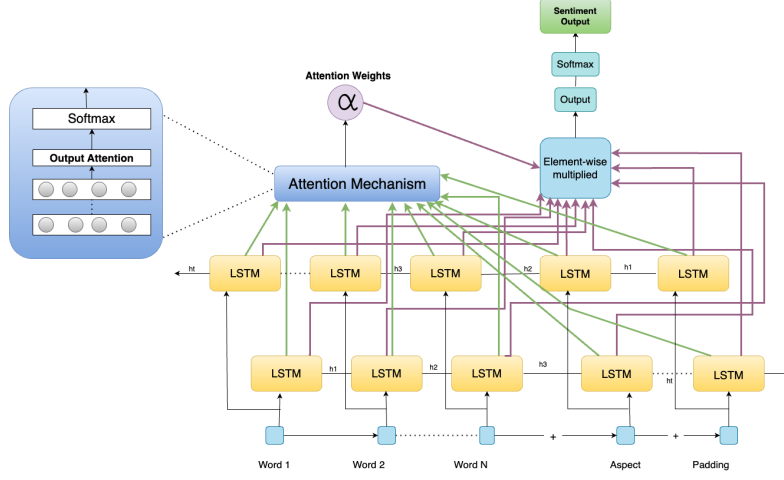 Sentiment
Output
Softmax
Output
Attention Weights
α
Softmax
Output Attention
Attention Mechanism
Element-wise
multiplied
ht
LSTM
LSTM
h3
LSTM
h2
LSTM
h1
LSTM
LSTM
h1
LSTM
h2
LSTM
h3
LSTM
ht
LSTM
+
+
Word 1
Word 2
Word N
Aspect
Padding